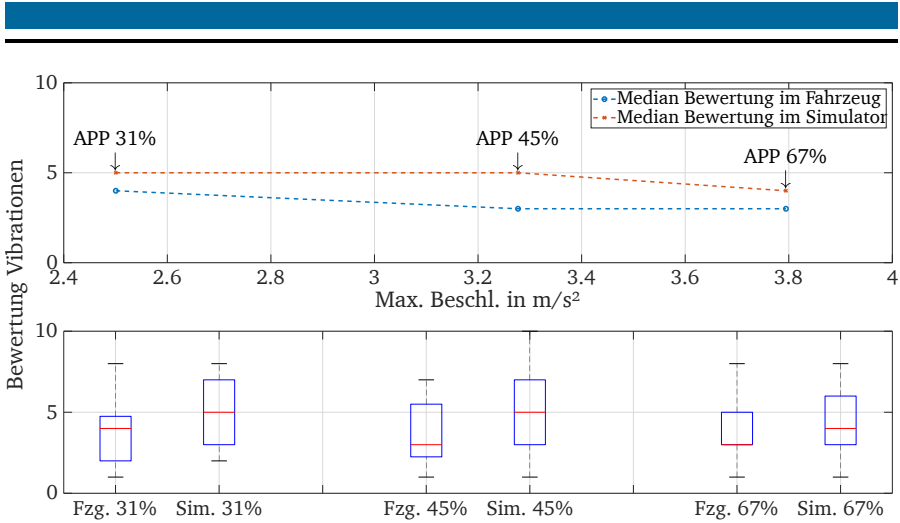 10
Median Bewertung im Fahrzeug
Median Bewertung im Simulator
APP 31%
APP 45%
APP 67%
5
0
2.4
2.6
2.8
3
3.2
3.4
3.6
3.8
4
Max. Beschl. in m/s²
Bewertung Vibrationen
10
5
0
Fzg. 31%
Sim. 31%
Fzg. 45%
Sim. 45%
Fzg. 67%
Sim. 67%